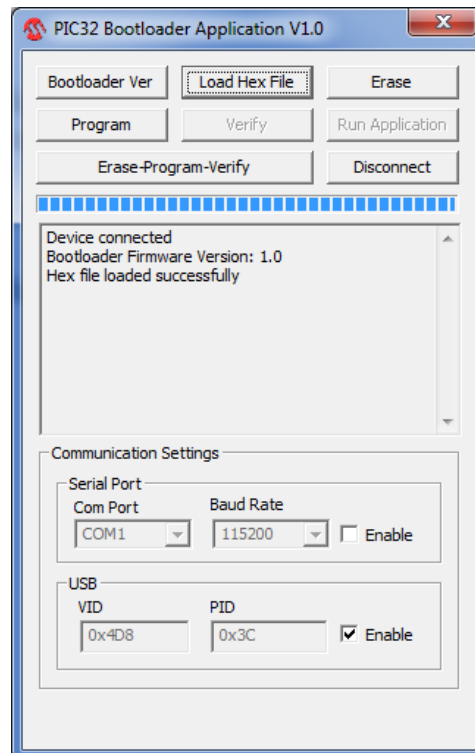 PIC32 Bootloader Application V1.0
Bootloader Ver Load Hex File Erase
Program Verify Run Application
Erase-Program-Verify Disconnect
Device connected
Bootloader Firmware Version: 1.0
Hex file loaded successfully
Communication Settings
Serial Port
Com Port Baud Rate
COM1 115200 Enable
USB
VID PID
0x4D8 0x3C Enable